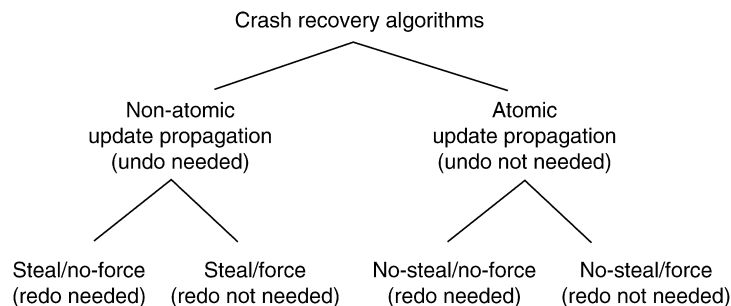 Crash recovery algorithms
Non-atomic
update propagation
(undo needed)
Atomic
update propagation
(undo not needed)
Steal/no-force
(redo needed)
Steal/force
(redo not needed)
No-steal/no-force
(redo needed)
No-steal/force
(redo not needed)